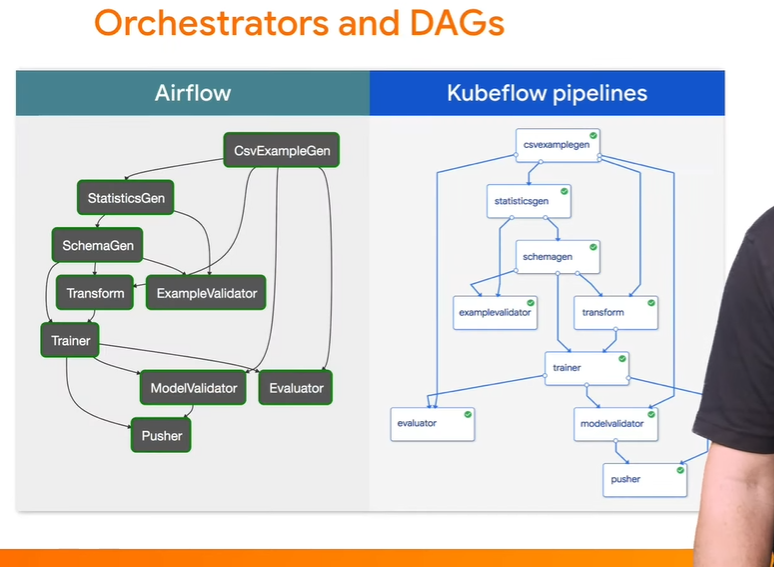 Orchestrators and DAGs
Airflow
CsvExampleGen
StatisticsGen
SchemaGen
Transform
ExampleValidator
Trainer
ModelValidator
Evaluator
Pusher
Kubeflow pipelines
csvexamplegen
statisticsgen
schemagen
examplevalidator
transform
trainer
evaluator
modelvalidator
pusher